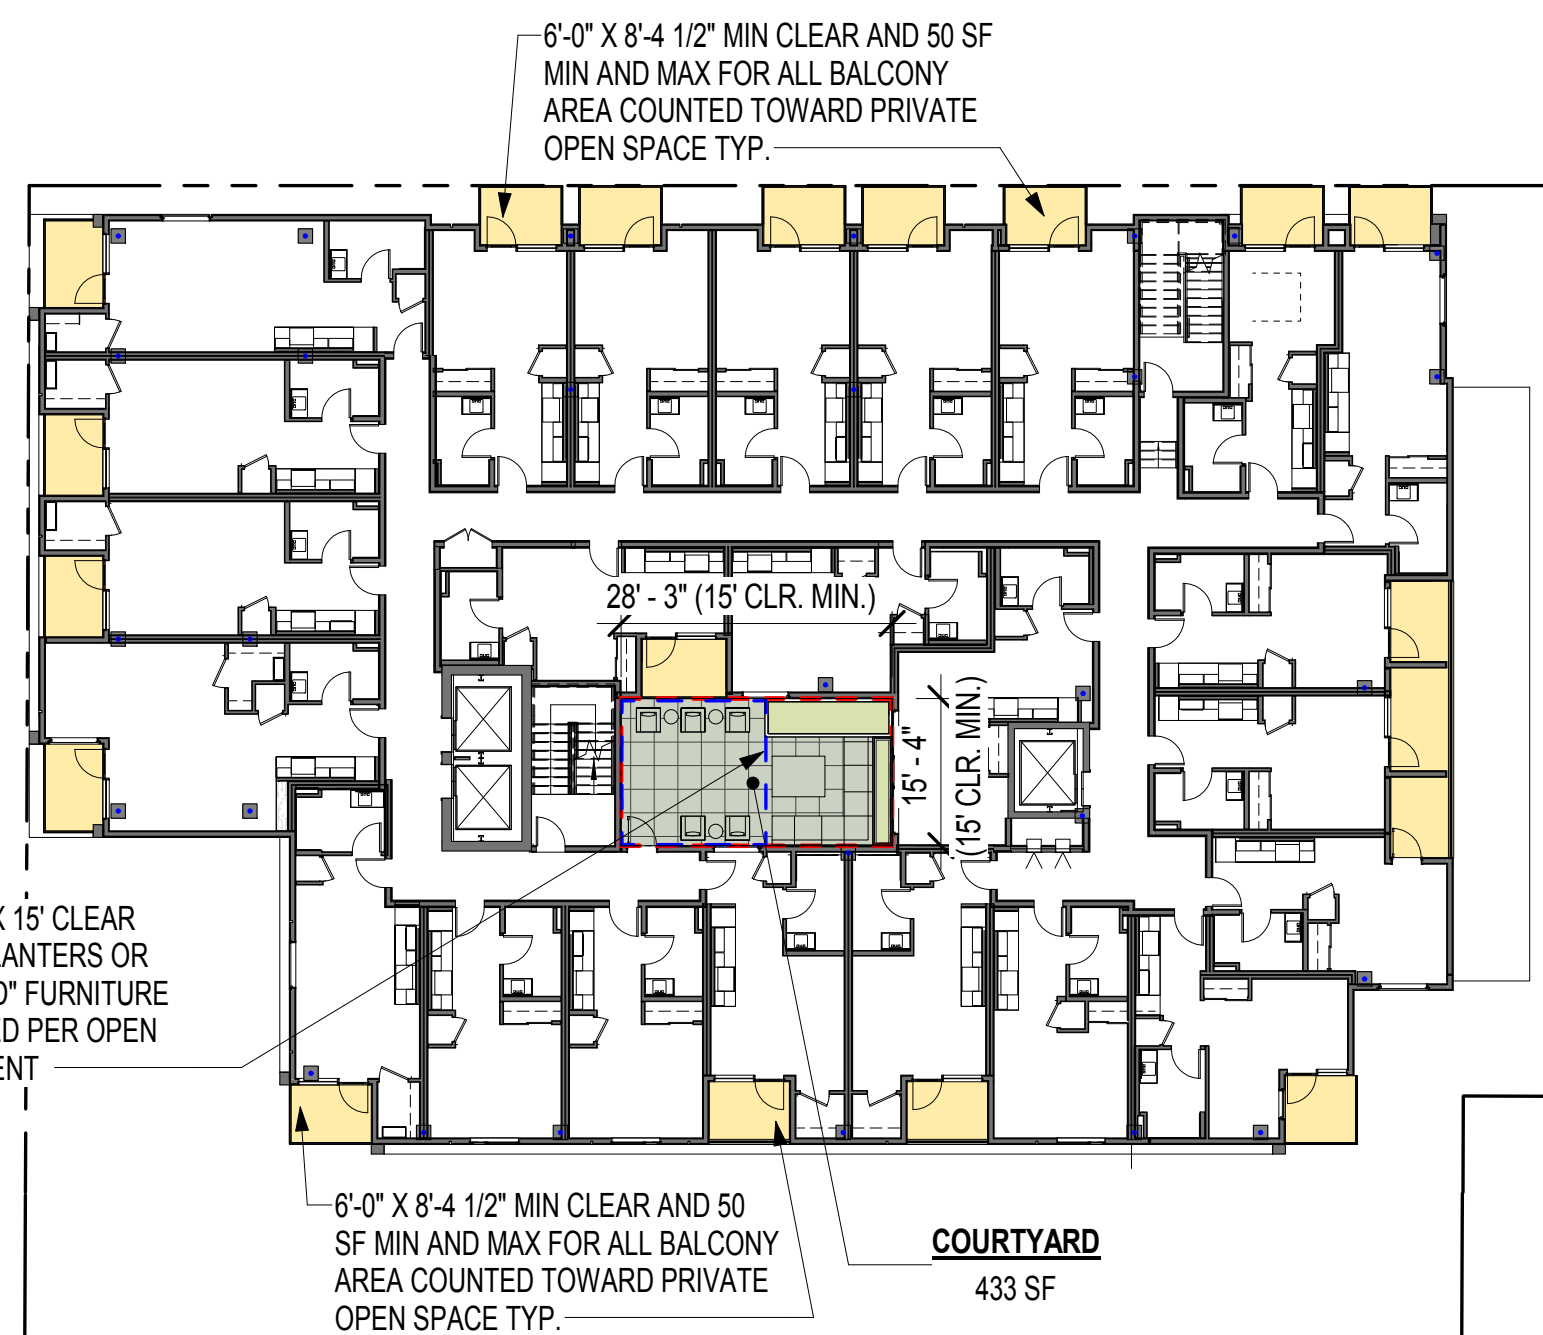 6'-0" X 8'-4 1/2" MIN CLEAR AND 50 SF
MIN AND MAX FOR ALL BALCONY
AREA COUNTED TOWARD PRIVATE
OPEN SPACE TYP.
28' - 3" (15' CLR. MIN.)
15' - 4"
(15' CLR. MIN.)
X 15' CLEAR
OR
FURNITURE
PER OPEN
6'-0" X 8'-4 1/2" MIN CLEAR AND 50
SF MIN AND MAX FOR ALL BALCONY
AREA COUNTED TOWARD PRIVATE
OPEN SPACE TYP.
COURTYARD
433 SF